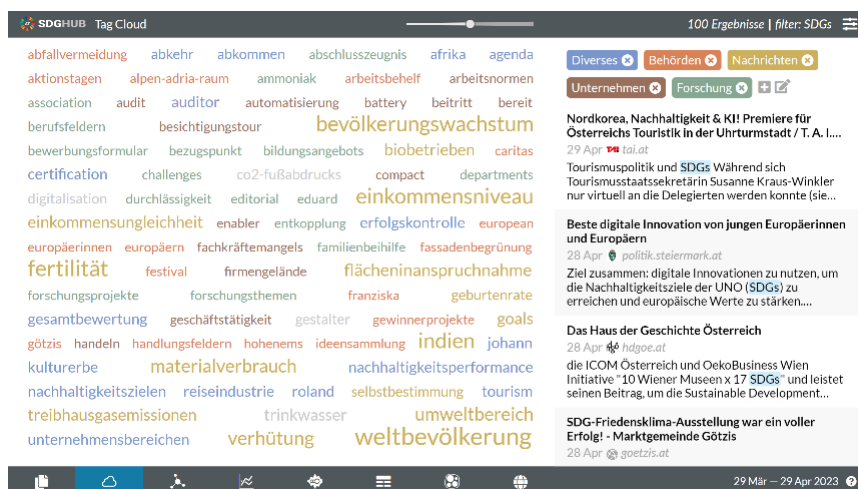 SDGHUB Tag Cloud
100 Ergebnisse | filter: SDGs
abfallvermeidung abkehr abkommen abschlusszeugnis afrika agenda
aktionstagen alpen-adria-raum ammoniak arbeitsbehelf arbeitsnormen
association audit auditor automatisierung battery beitritt bereit
berufsfeldern besichtigungstour bevölkerungswachstum
bewerbungsformular bezugspunkt bildungsangebots biobetrieben caritas
certification challenges co2-fußabdrucks compact departments
digitalisation durchlässigkeit editorial eduard einkommensniveau
einkommensungleichheit enabler entkopplung erfolgskontrolle european
europäerinnen europäern fachkräftemangels familienbeihilfe fassadenbegrünung
fertilität festival firmengelände flächeninanspruchnahme
forschungsprojekte forschungsthemen franziska geburtenrate
gesamtbewertung geschäftstätigkeit gestalter gewinnerprojekte goals
götzis handeln handlungsfeldern hohenems ideensammlung indien johann
kulturerbe materialverbrauch nachhaltigkeitsperformance
nachhaltigkeitszielen reiseindustrie roland selbstbestimmung tourism
treibhausgasemissionen trinkwasser umweltbereich
unternehmensbereichen verhütung weltbevölkerung
Diverses Behörden Nachrichten
Unternehmen Forschung
Nordkorea, Nachhaltigkeit & KI! Premiere für
Österreichs Touristik in der Uhrturmstadt / T. A. I....
29 Apr TAI tai.at
Tourismuspolitik und SDGs Während sich
Tourismusstaatssekretärin Susanne Kraus-Winkler
nur virtuell an die Delegierten werden konnte (sie...
Beste digitale Innovation von jungen Europäerinnen
und Europäern
28 Apr politik.steiermark.at
Ziel zusammen: digitale Innovationen zu nutzen, um
die Nachhaltigkeitsziele der UNO (SDGs) zu
erreichen und europäische Werte zu stärken....
Das Haus der Geschichte Österreich
28 Apr hdgoe.at
die ICOM Österreich und OekoBusiness Wien
Initiative "10 Wiener Museen x 17 SDGs" und leistet
seinen Beitrag, um die Sustainable Development...
SDG-Friedensklima-Ausstellung war ein voller
Erfolg! - Marktgemeinde Götzis
28 Apr goetzis.at
29 Mär — 29 Apr 2023